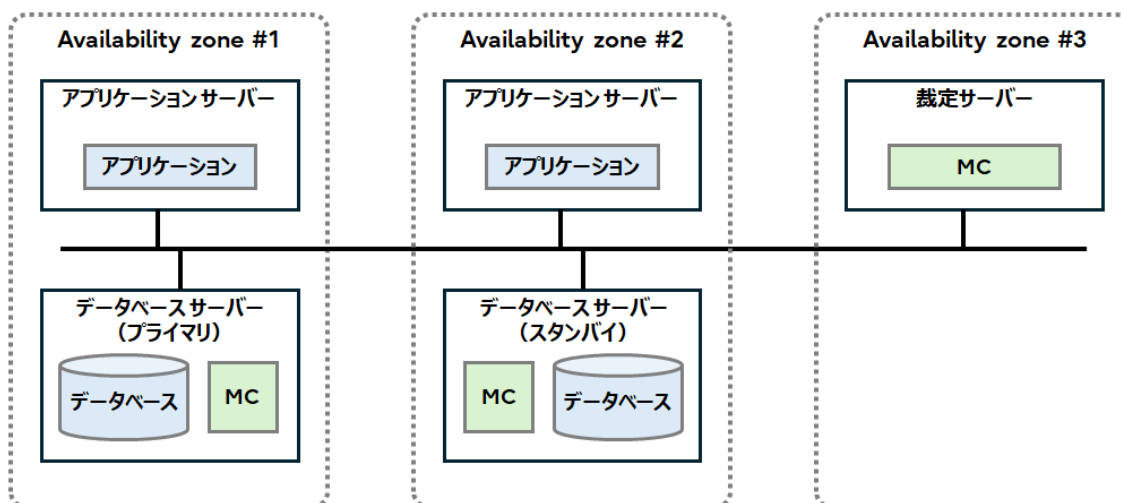 Availability zone #1
Availability zone #2
Availability zone #3
アプリケーションサーバー
アプリケーション
アプリケーションサーバー
アプリケーション
裁定サーバー
MC
データベースサーバー
（プライマリ）
データベース
MC
データベースサーバー
（スタンバイ）
MC
データベース